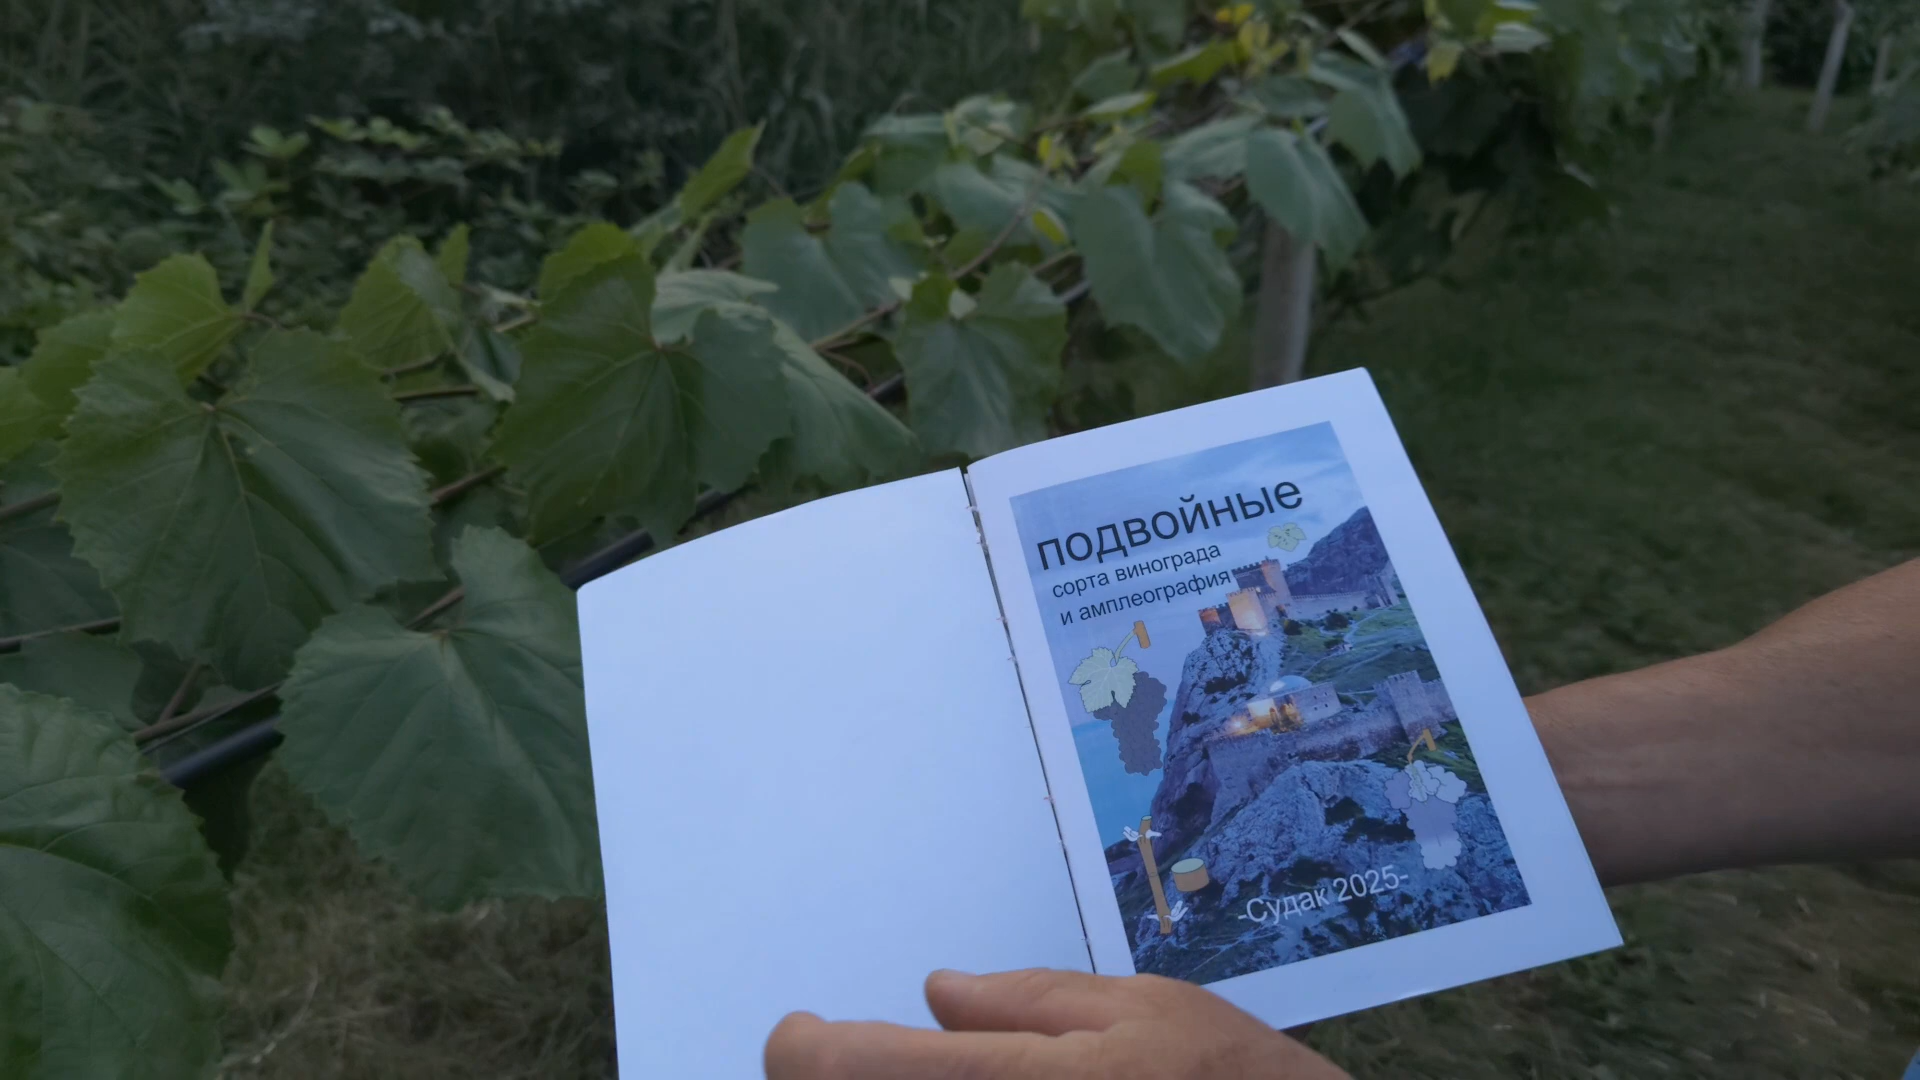 подвойные
сорта винограда
и амплеография
-Судак 2025-